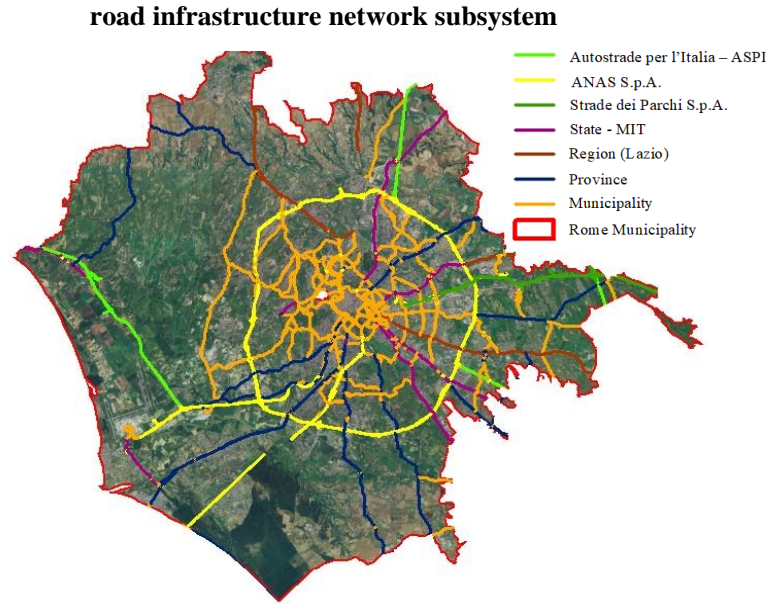 road infrastructure network subsystem
Autostrade per l'Italia – ASPI
ANAS S.p.A.
Strade dei Parchi S.p.A.
State - MIT
Region (Lazio)
Province
Municipality
Rome Municipality